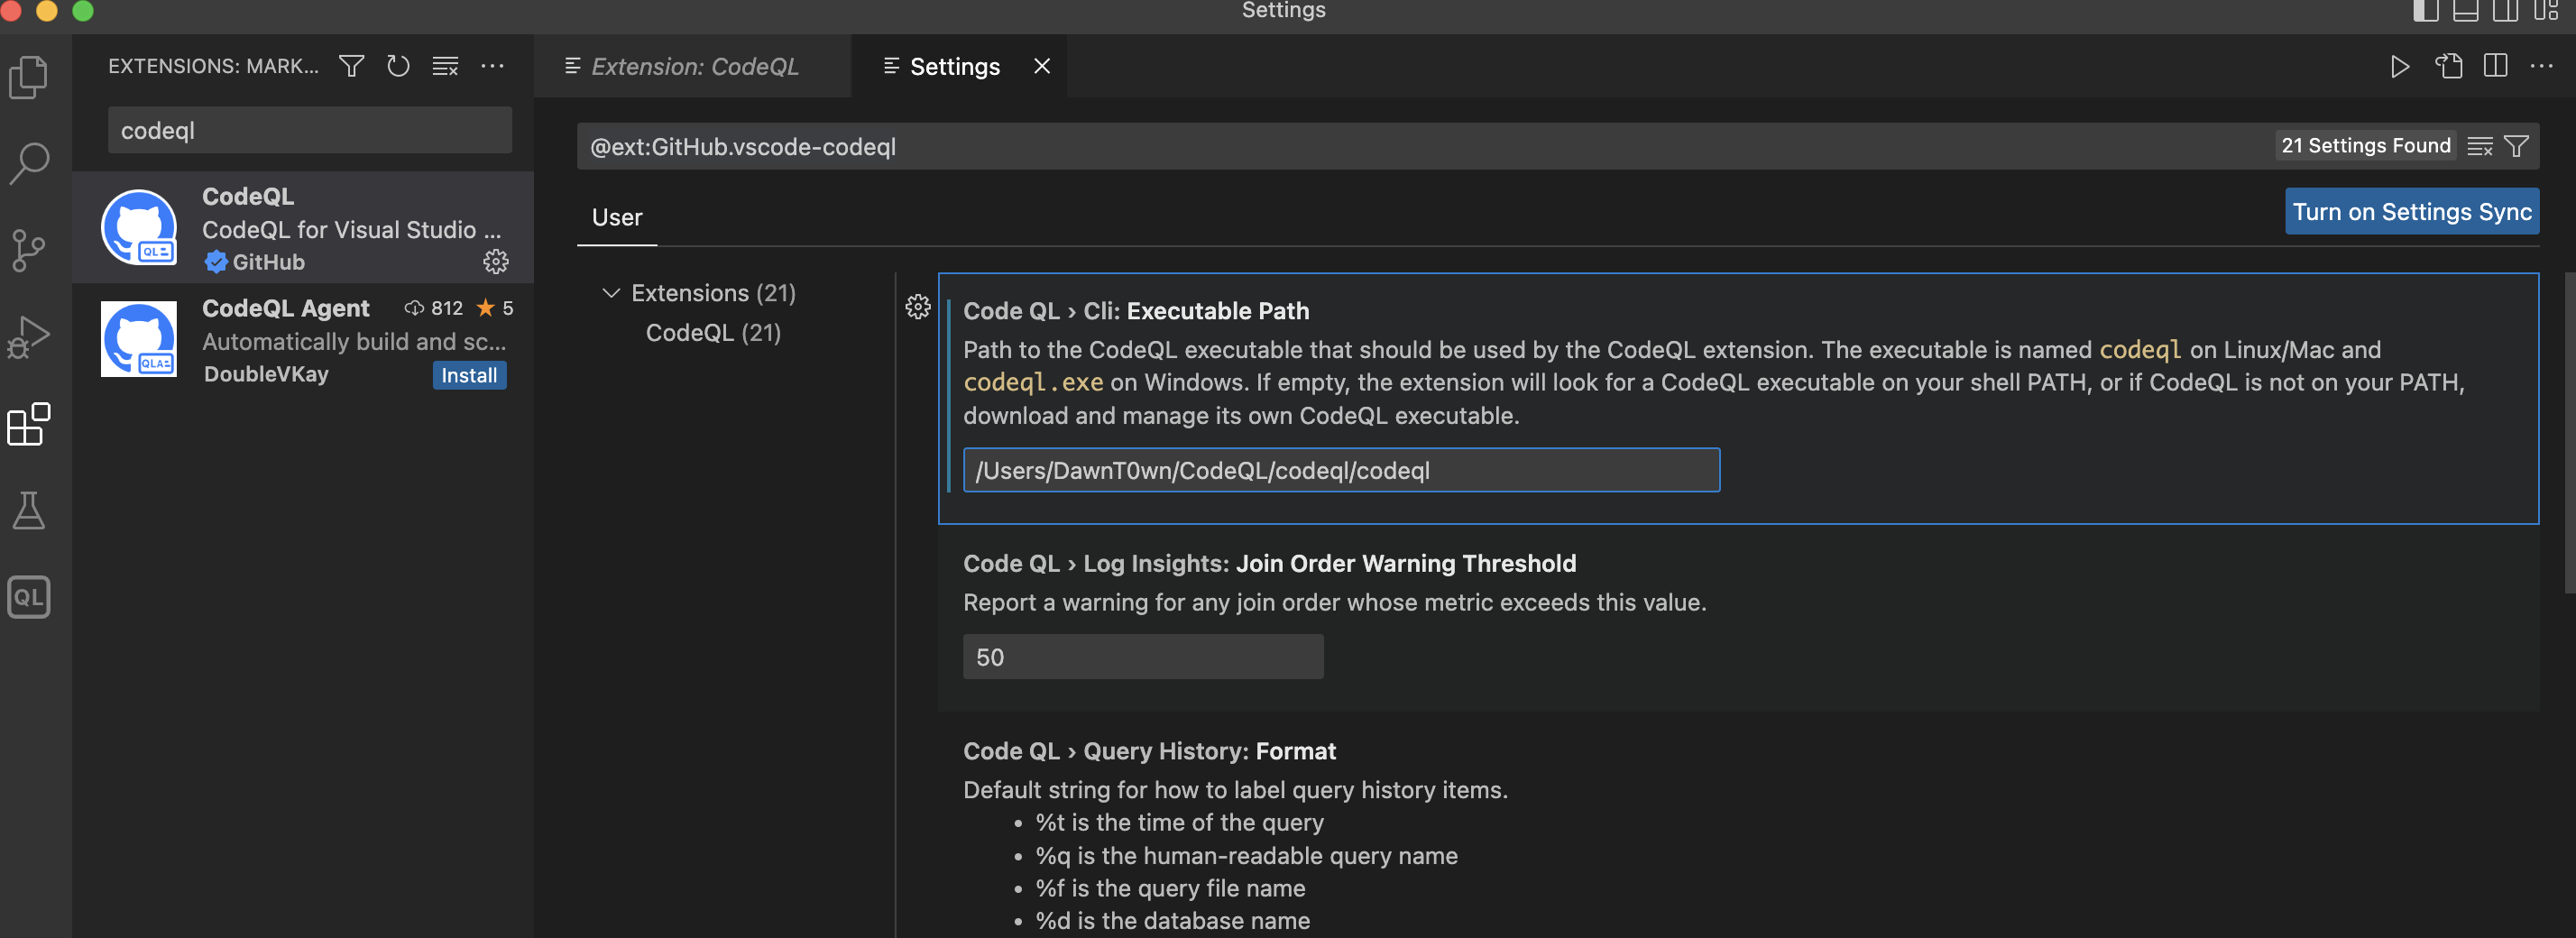 Settings
EXTENSIONS: MARK...
codeql
CodeQL
CodeQL for Visual Studio ...
GitHub
CodeQL Agent 812 5
Automatically build and sc...
DoubleVKay Install
QL
Extension: CodeQL
Settings
@ext:GitHub.vscode-codeql
21 Settings Found
User
Turn on Settings Sync
Extensions (21)
CodeQL (21)
Code QL › Cli: Executable Path
Path to the CodeQL executable that should be used by the CodeQL extension. The executable is named codeql on Linux/Mac and
codeql.exe on Windows. If empty, the extension will look for a CodeQL executable on your shell PATH, or if CodeQL is not on your PATH,
download and manage its own CodeQL executable.
/Users/DawnT0wn/CodeQL/codeql/codeql
Code QL › Log Insights: Join Order Warning Threshold
Report a warning for any join order whose metric exceeds this value.
50
Code QL › Query History: Format
Default string for how to label query history items.
• %t is the time of the query
• %q is the human-readable query name
• %f is the query file name
• %d is the database name